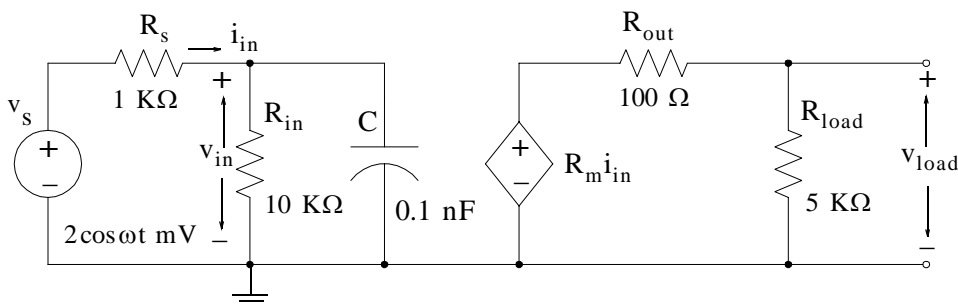 R_s
i_in
R_out
+
1 KΩ
+
100 Ω
+
v_s
R_in
C
R_load
+
v_in
+
R_m i_in
v_load
−
−
10 KΩ
0.1 nF
5 KΩ
2cosωt mV
−
−